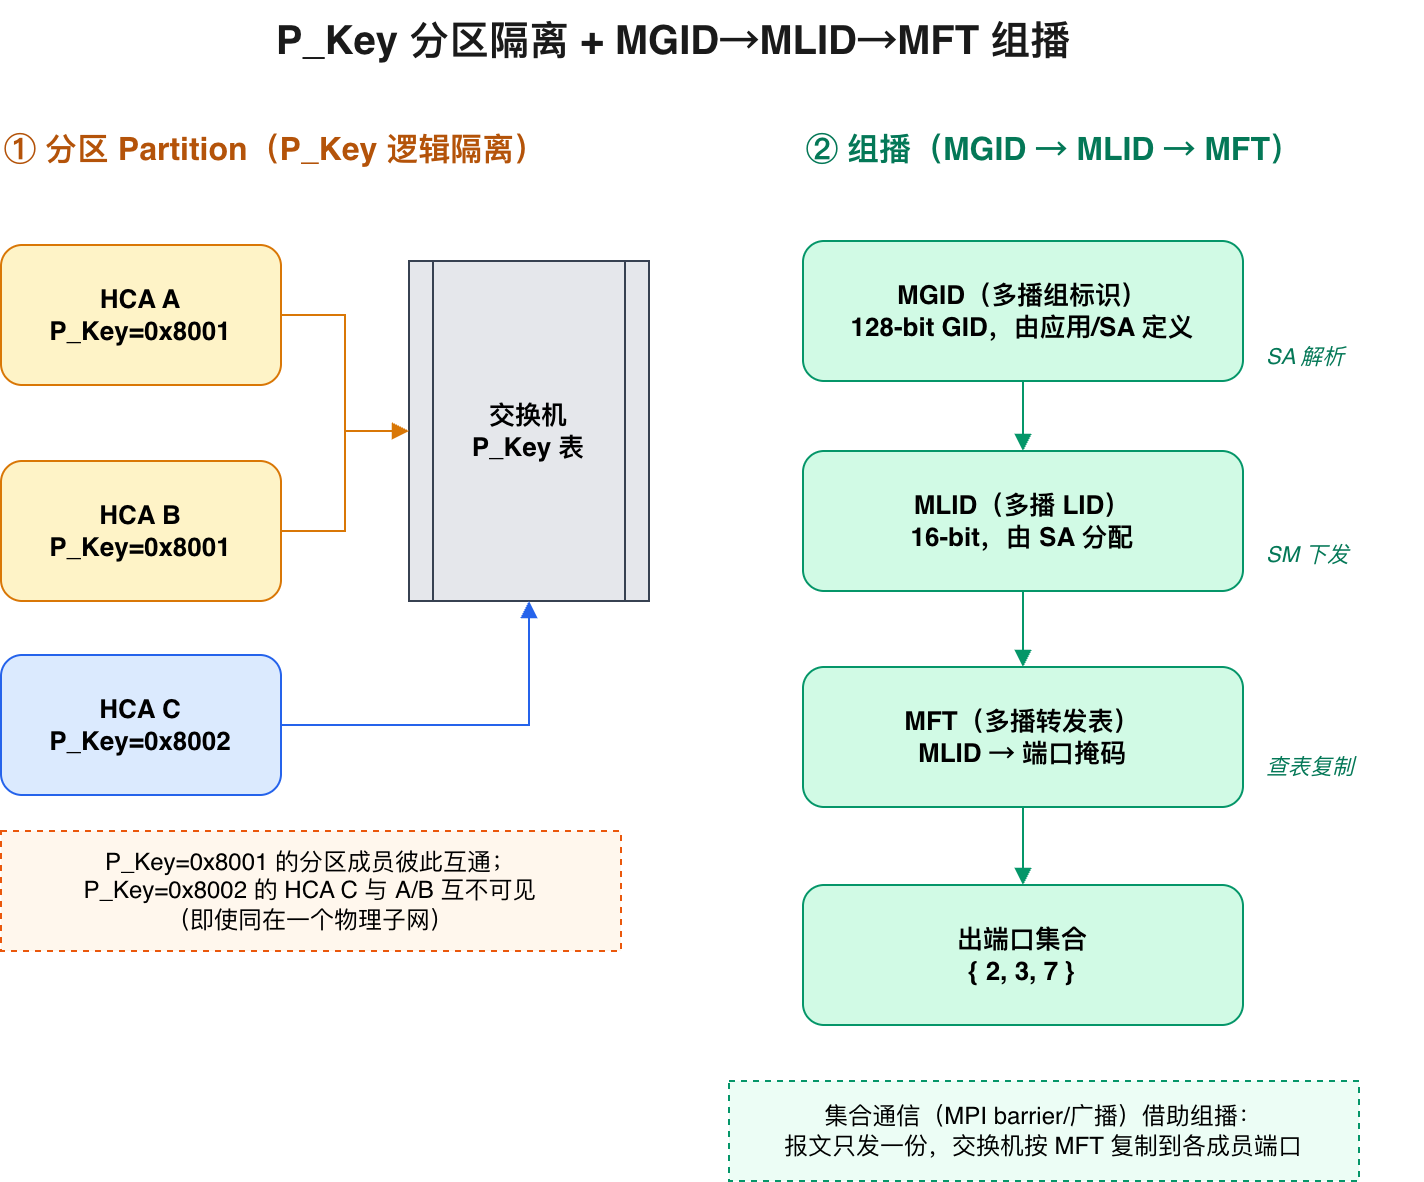 P_Key 分区隔离 + MGID→MLID→MFT 组播
① 分区 Partition（P_Key 逻辑隔离）
HCA A
P_Key=0x8001
HCA B
P_Key=0x8001
HCA C
P_Key=0x8002
交换机
P_Key 表
P_Key=0x8001 的分区成员彼此互通；
P_Key=0x8002 的 HCA C 与 A/B 互不可见
（即使同在一个物理子网）
② 组播（MGID → MLID → MFT）
MGID（多播组标识）
128-bit GID，由应用/SA 定义
SA 解析
MLID（多播 LID）
16-bit，由 SA 分配
SM 下发
MFT（多播转发表）
MLID → 端口掩码
查表复制
出端口集合
{ 2, 3, 7 }
集合通信（MPI barrier/广播）借助组播：
报文只发一份，交换机按 MFT 复制到各成员端口